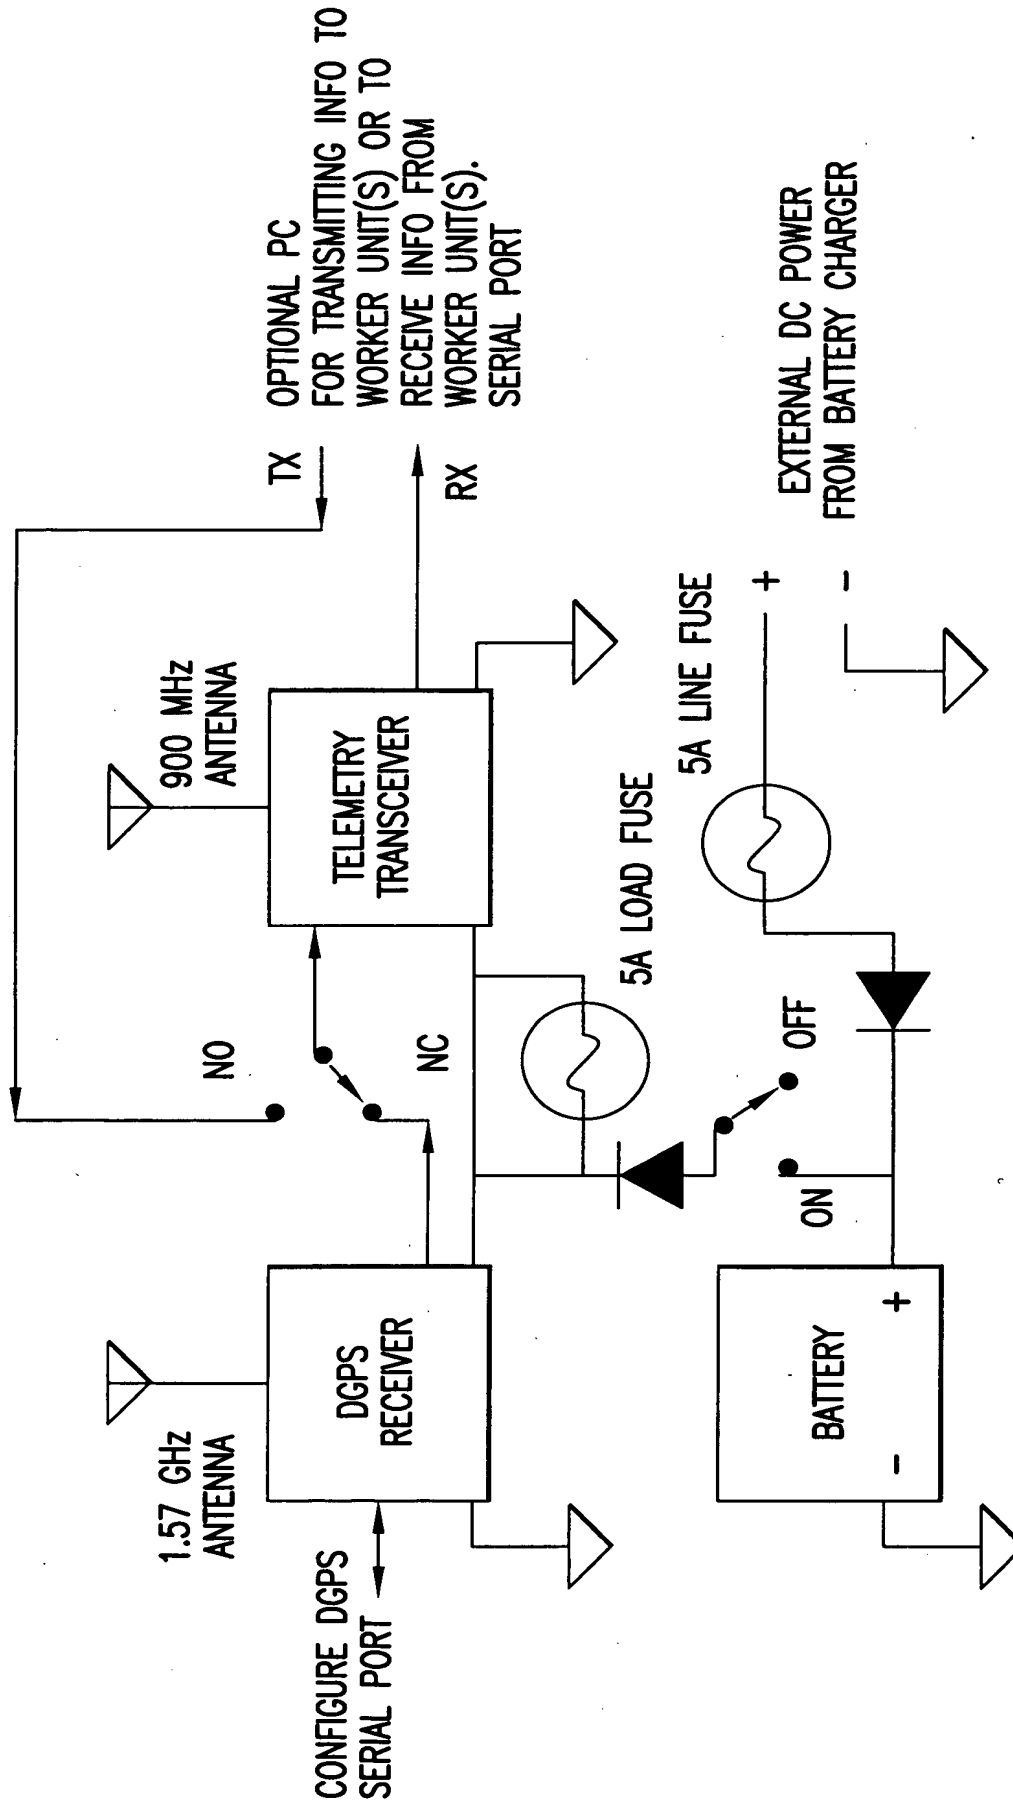 1.57 GHz
ANTENNA
900 MHz
ANTENNA
TX
OPTIONAL PC
FOR TRANSMITTING INFO TO
WORKER UNIT(S) OR TO
RECEIVE INFO FROM
WORKER UNIT(S).
SERIAL PORT
RX
CONFIGURE DGPS
SERIAL PORT
DGPS
RECEIVER
NO
NC
TELEMETRY
TRANSCEIVER
5A LOAD FUSE
5A LINE FUSE
+
-
EXTERNAL DC POWER
FROM BATTERY CHARGER
ON
OFF
BATTERY
- +